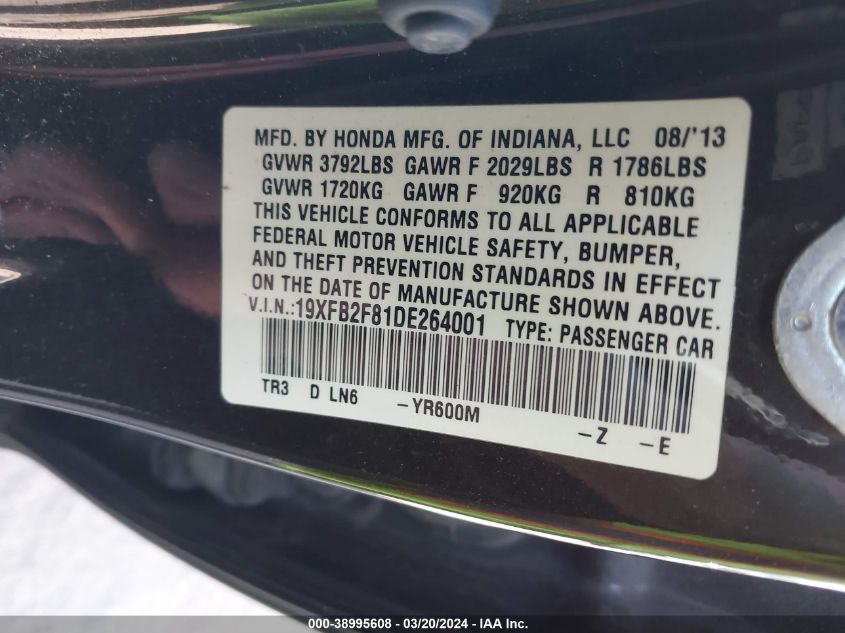 MFD. BY HONDA MFG. OF INDIANA, LLC 08/'13
GVWR 3792LBS GAWR F 2029LBS R 1786LBS
GVWR 1720KG GAWR F 920KG R 810KG
THIS VEHICLE CONFORMS TO ALL APPLICABLE
FEDERAL MOTOR VEHICLE SAFETY, BUMPER,
AND THEFT PREVENTION STANDARDS IN EFFECT
ON THE DATE OF MANUFACTURE SHOWN ABOVE.
V.I.N.:19XFB2F81DE264001 TYPE: PASSENGER CAR
TR3 D LN6 -YR600M -Z -E
000-38995608 - 03/20/2024 - IAAI Inc.